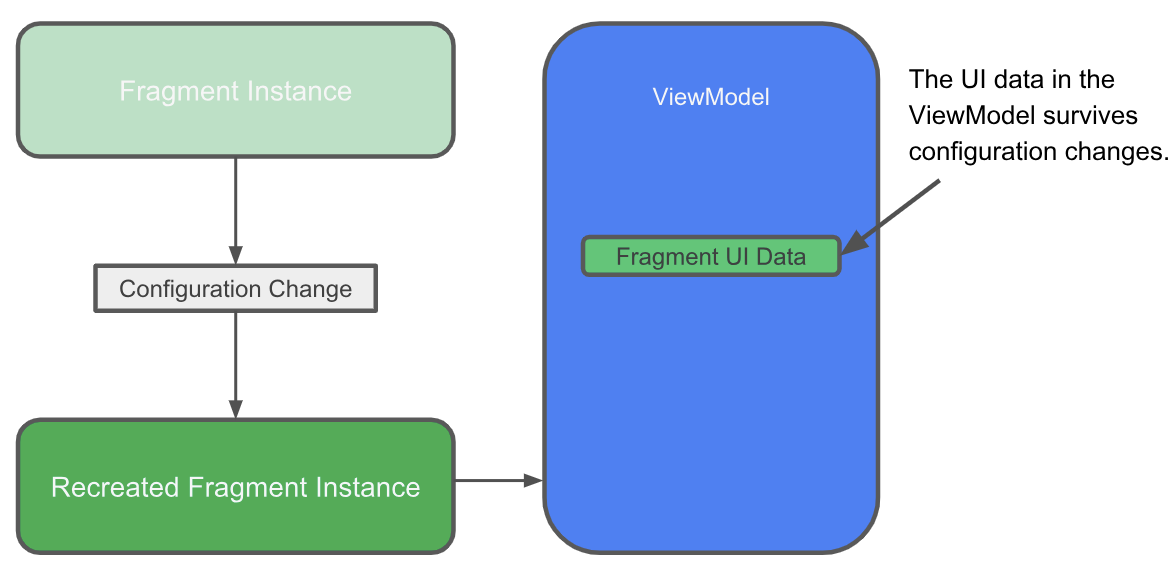 Fragment Instance
ViewModel
The UI data in the
ViewModel survives
configuration changes.
Fragment UI Data
Configuration Change
Recreated Fragment Instance